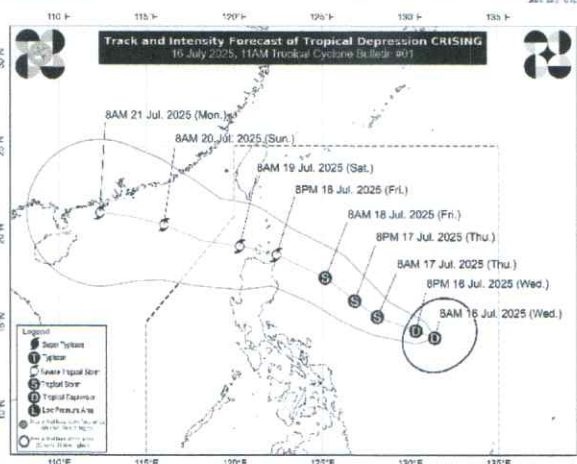 110°E 115°E 120°E 125°E 130°E 135°E
Track and Intensity Forecast of Tropical Depression CRISING
16 July 2025, 11AM Tropical Cyclone Bulletin #01
8AM 21 Jul. 2025 (Mon.)
8AM 20 Jul. 2025 (Sun.)
8AM 19 Jul. 2025 (Sat.)
8PM 18 Jul. 2025 (Fri.)
8AM 18 Jul. 2025 (Fri.)
8PM 17 Jul. 2025 (Thu.)
8AM 17 Jul. 2025 (Thu.)
8PM 16 Jul. 2025 (Wed.)
8AM 16 Jul. 2025 (Wed.)
S
S
S
D
D
20°N
15°N
10°N
Legend
Super Typhoon
T Typhoon
Severe Tropical Storm
S Tropical Storm
D Tropical Depression
L Low Pressure Area
110°E 115°E 120°E 125°E 130°E 135°E